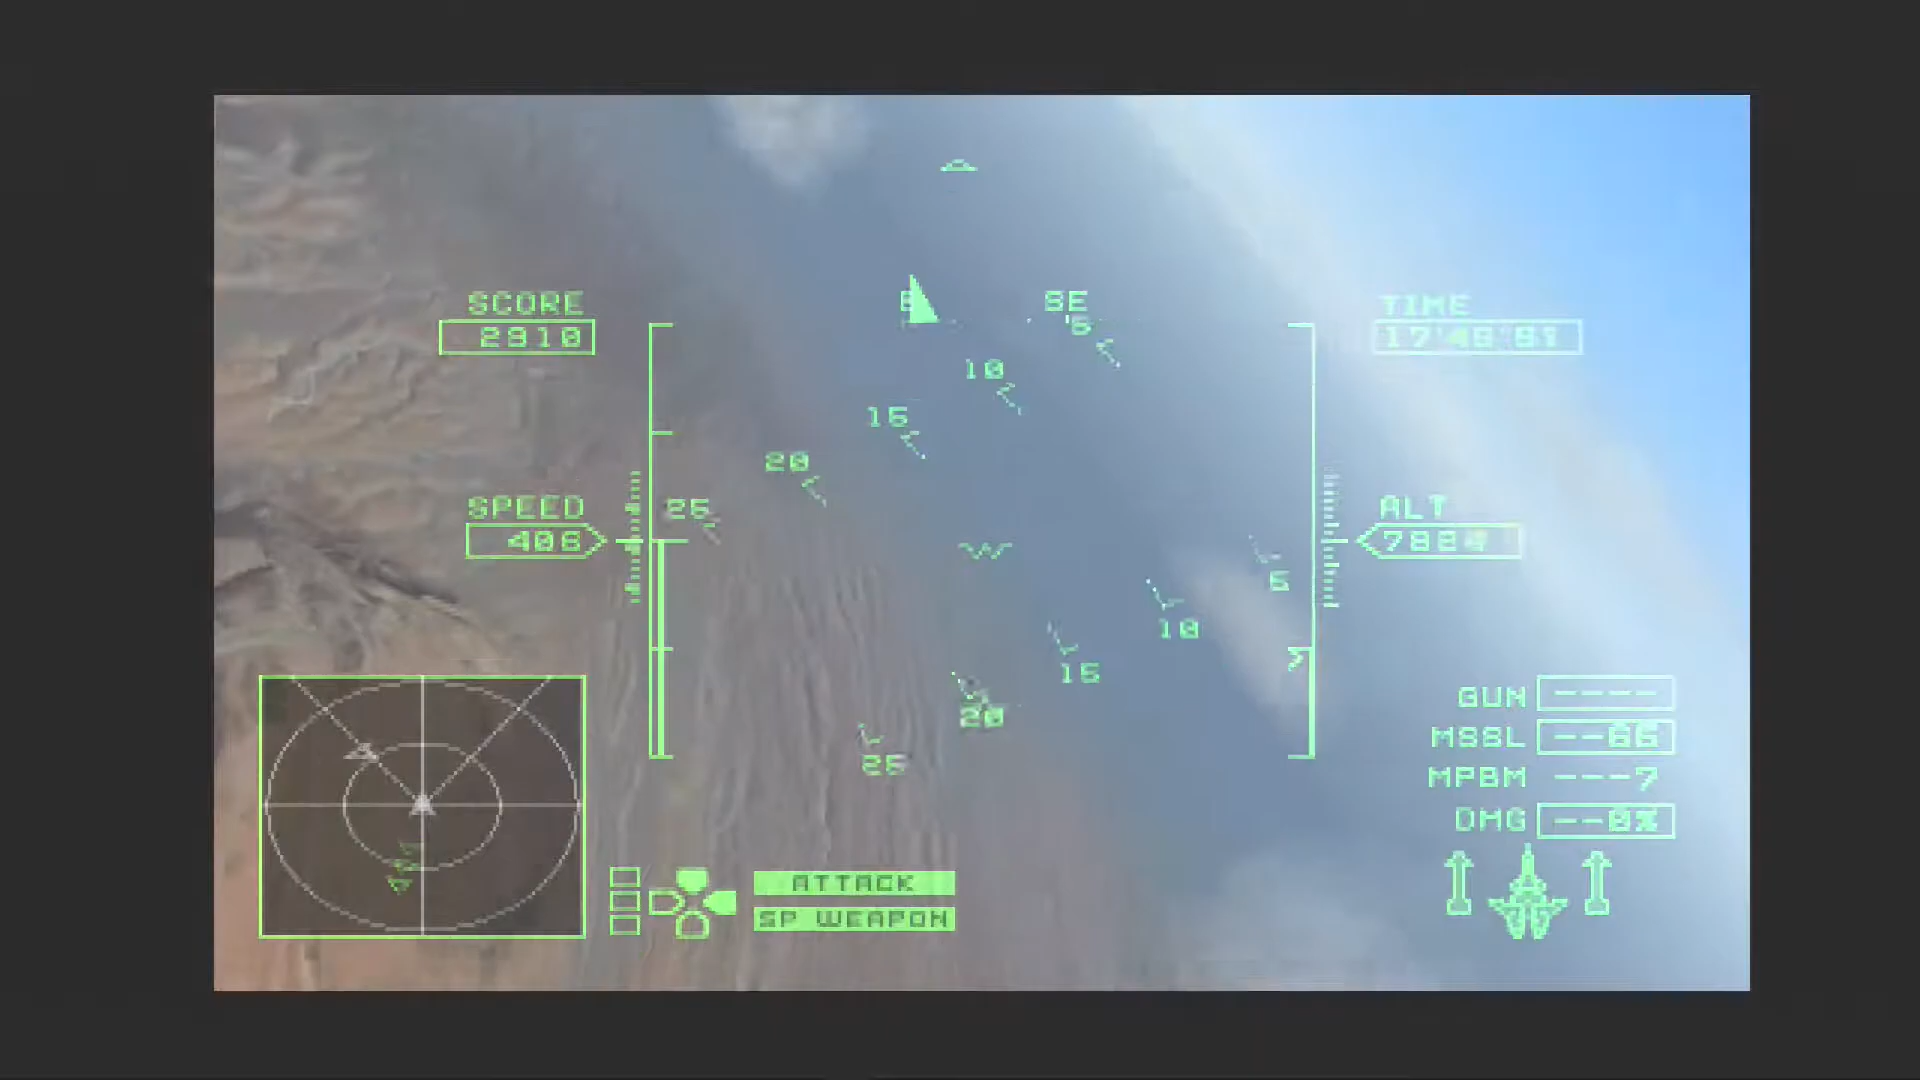 SE
SCORE
2910
TIME
5
10
15
20
SPEED
406
25
ALT
5
10
15
20
25
GUN ----
MSSL --66
MPBM ---7
DMG --0%
ATTACK
SP WEAPON